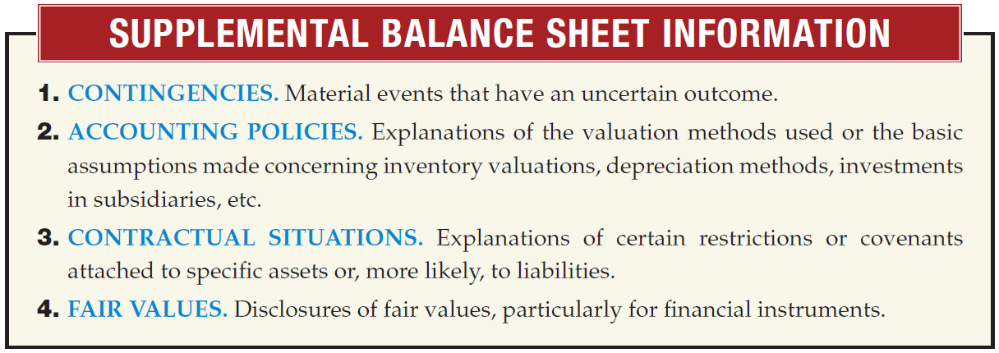 SUPPLEMENTAL BALANCE SHEET INFORMATION
1. CONTINGENCIES. Material events that have an uncertain outcome.
2. ACCOUNTING POLICIES. Explanations of the valuation methods used or the basic
assumptions made concerning inventory valuations, depreciation methods, investments
in subsidiaries, etc.
3. CONTRACTUAL SITUATIONS. Explanations of certain restrictions or covenants
attached to specific assets or, more likely, to liabilities.
4. FAIR VALUES. Disclosures of fair values, particularly for financial instruments.